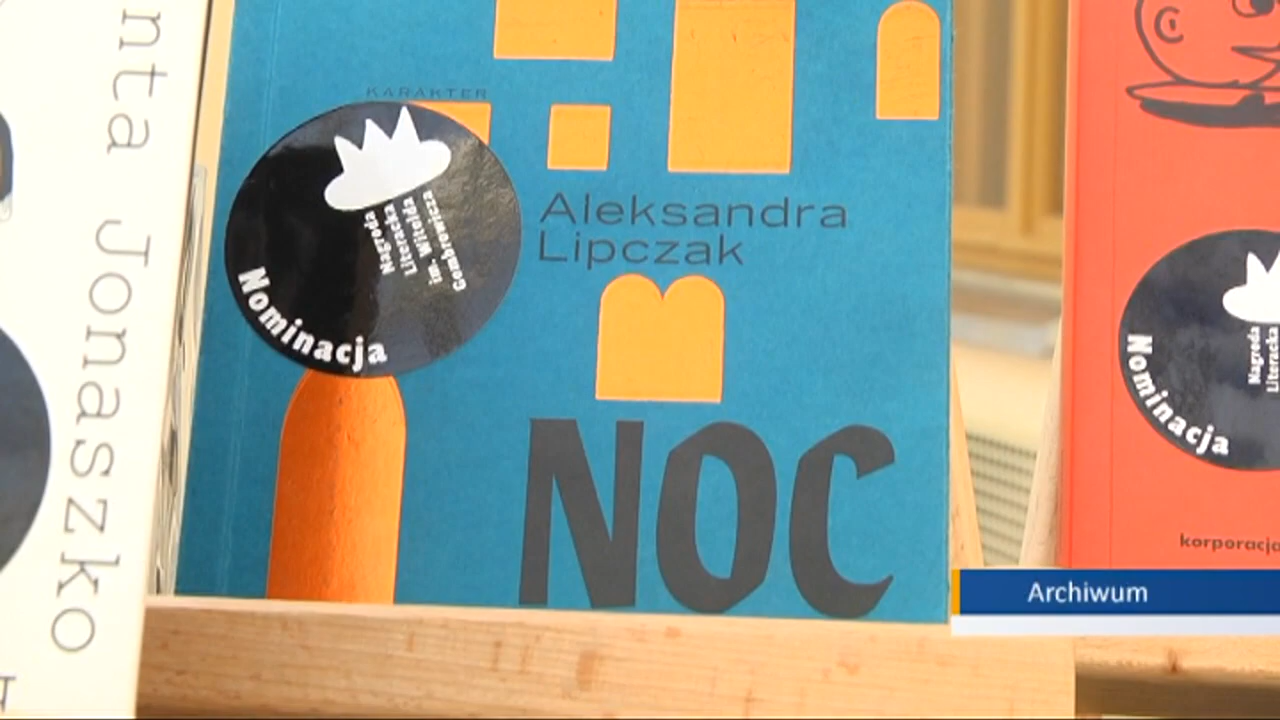 nta Jonaszko
KARAKTER
Nagroda
Literacka
im. Witolda
Gombrowicza
Nominacja
Aleksandra
Lipczak
NOC
Nagroda
Literacka
Nominacja
korporacja
Archiwum